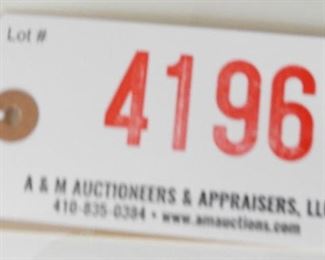 Lot #
4196
A & M AUCTIONEERS & APPRAISERS, LLC
410-835-0384 • www.amauctions.com